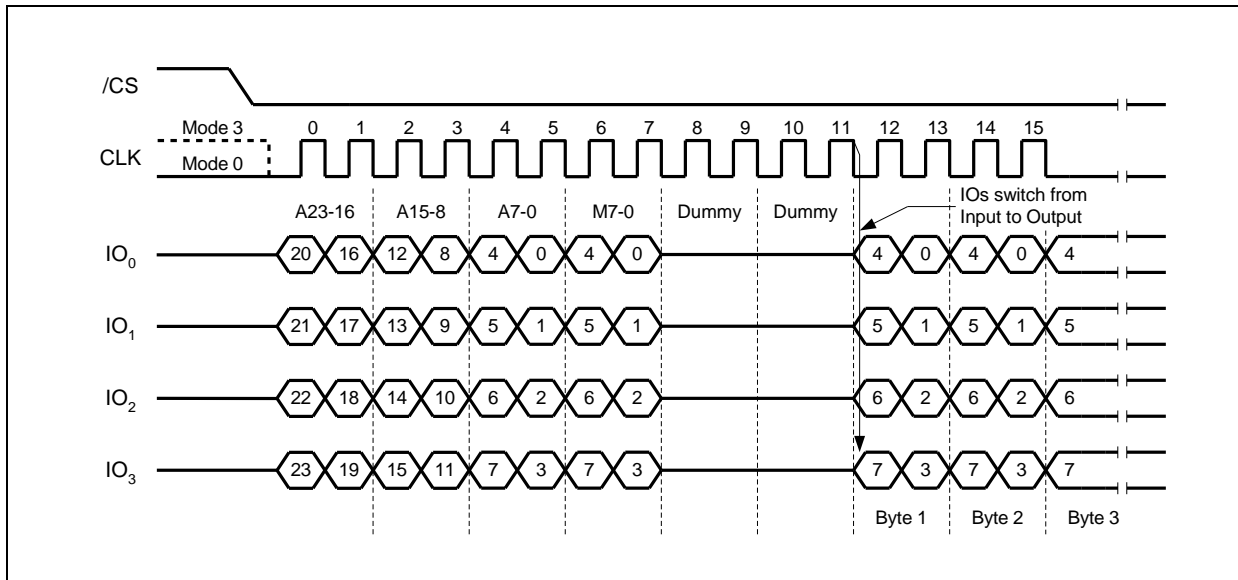 /CS
Mode 3 0 1 2 3 4 5 6 7 8 9 10 11 12 13 14 15
CLK
Mode 0
IOs switch from
Input to Output
A23-16 A15-8 A7-0 M7-0 Dummy Dummy
IO0 20 16 12 8 4 0 4 0 4 0 4 0 4
IO1 21 17 13 9 5 1 5 1 5 1 5 1 5
IO2 22 18 14 10 6 2 6 2 6 2 6 2 6
IO3 23 19 15 11 7 3 7 3 7 3 7 3 7
Byte 1 Byte 2 Byte 3